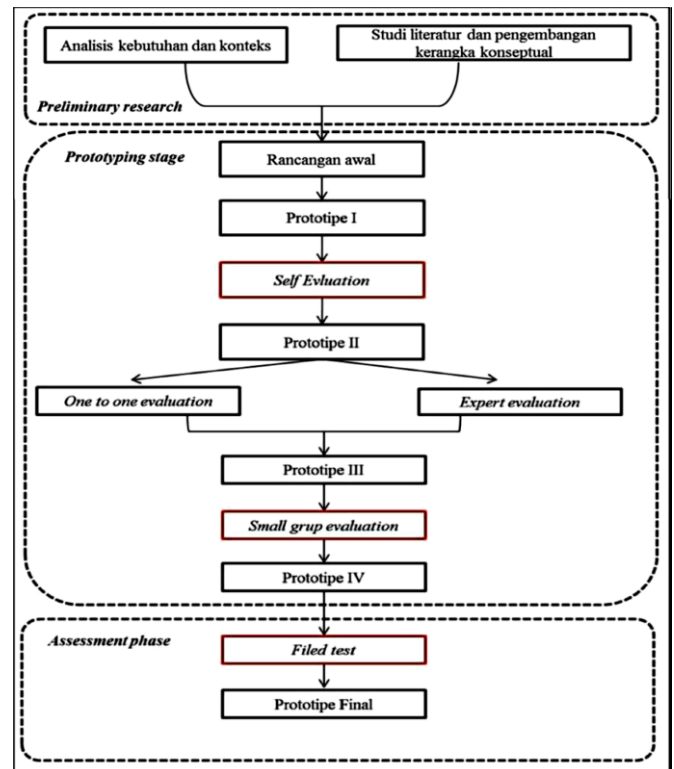 Analisis kebutuhan dan konteks
Studi literatur dan pengembangan
kerangka konseptual
Preliminary research
Prototyping stage
Rancangan awal
Prototipe I
Self Evluation
Prototipe II
One to one evaluation
Expert evaluation
Prototipe III
Small grup evaluation
Prototipe IV
Assessment phase
Filed test
Prototipe Final